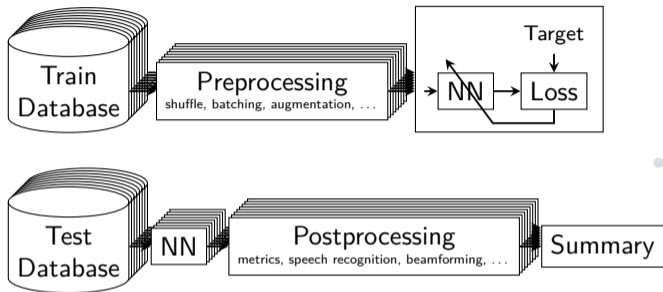 Train
Database
Preprocessing
shuffle, batching, augmentation, ...
Target
NN
Loss
Test
Database
NN
Postprocessing
metrics, speech recognition, beamforming, ...
Summary